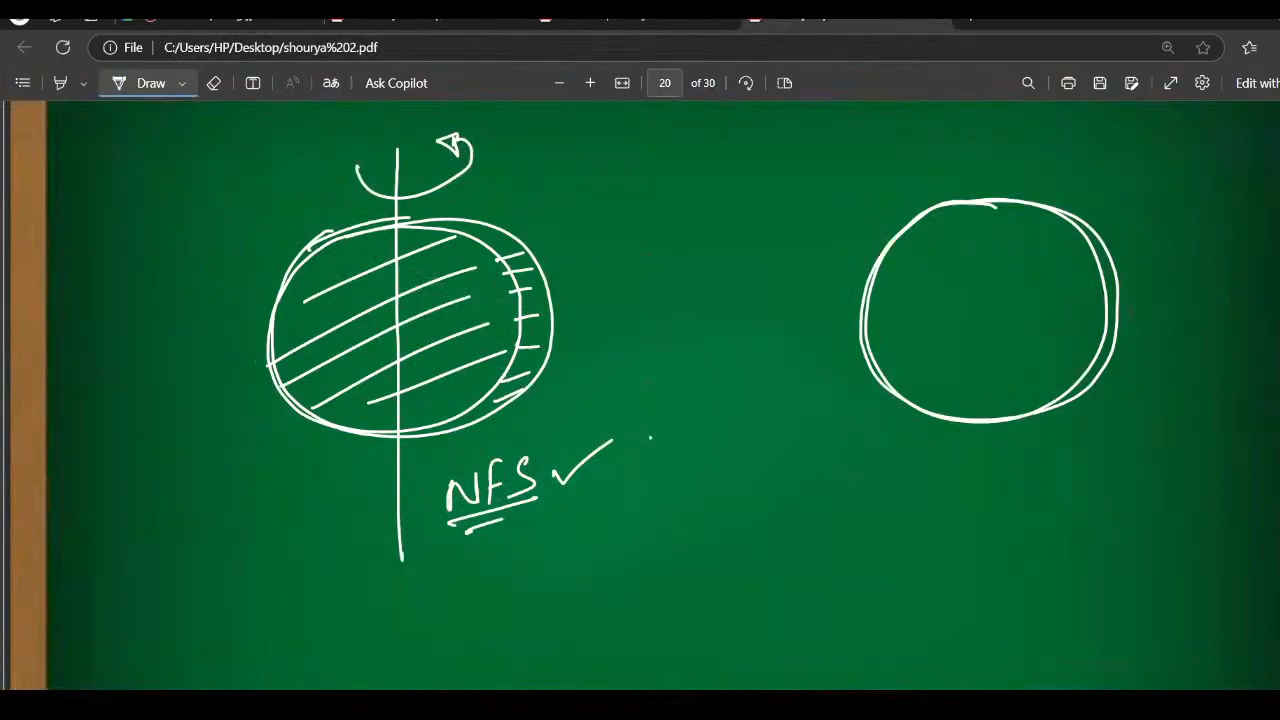 File C:/Users/HP/Desktop/shourya%202.pdf
Draw Ask Copilot 20 of 30 Edit with
NFS